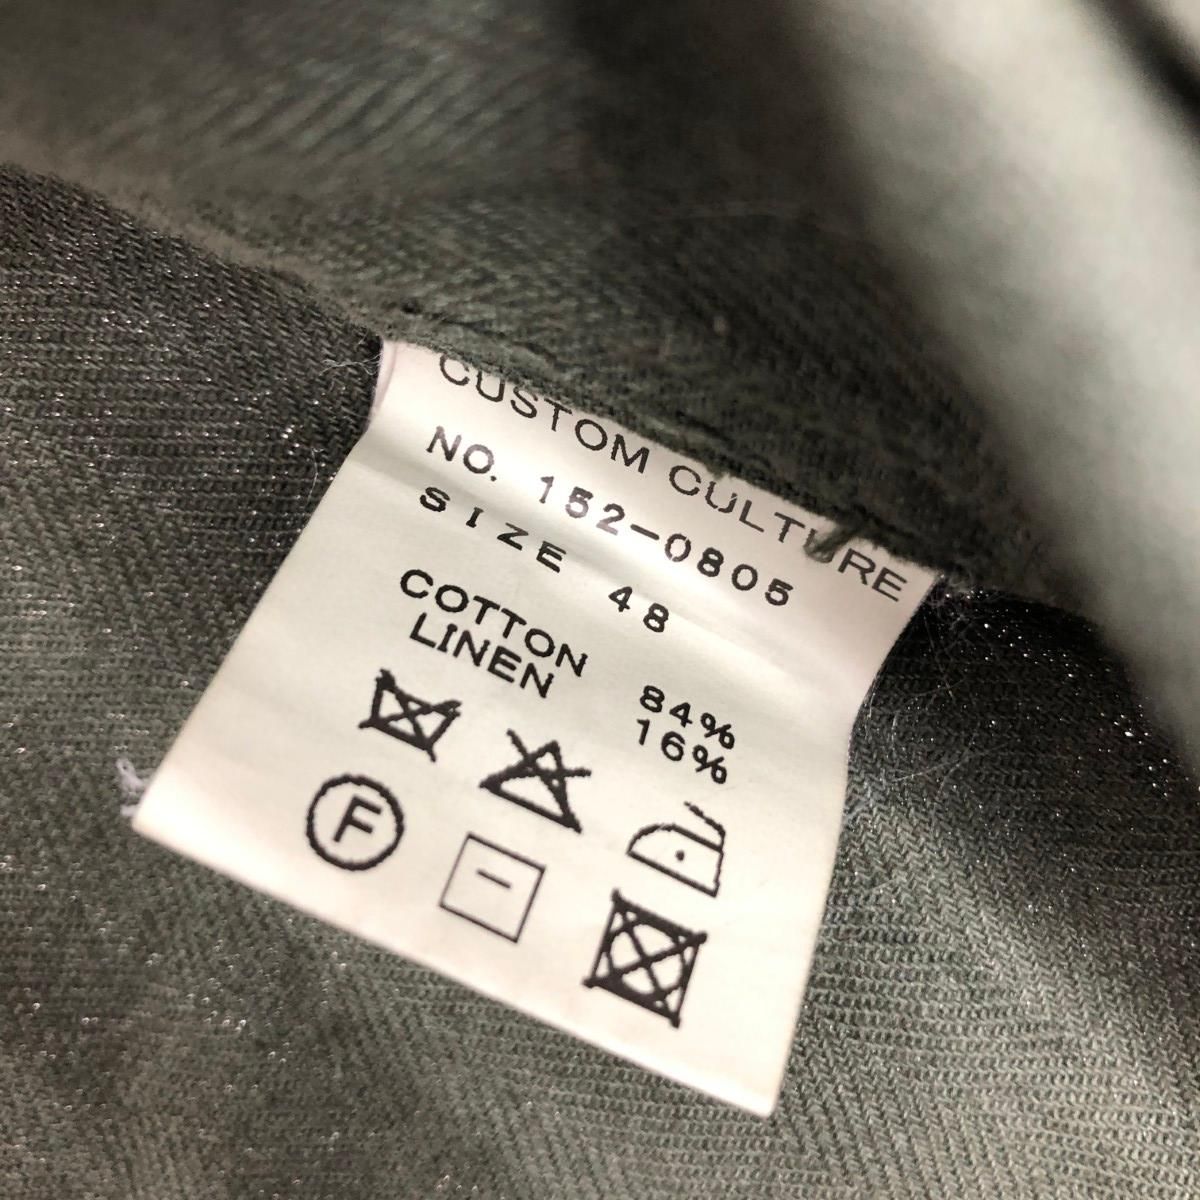 CUSTOM CULTURE
NO. 152-0805
SIZE 48
COTTON 84%
LINEN 16%
F